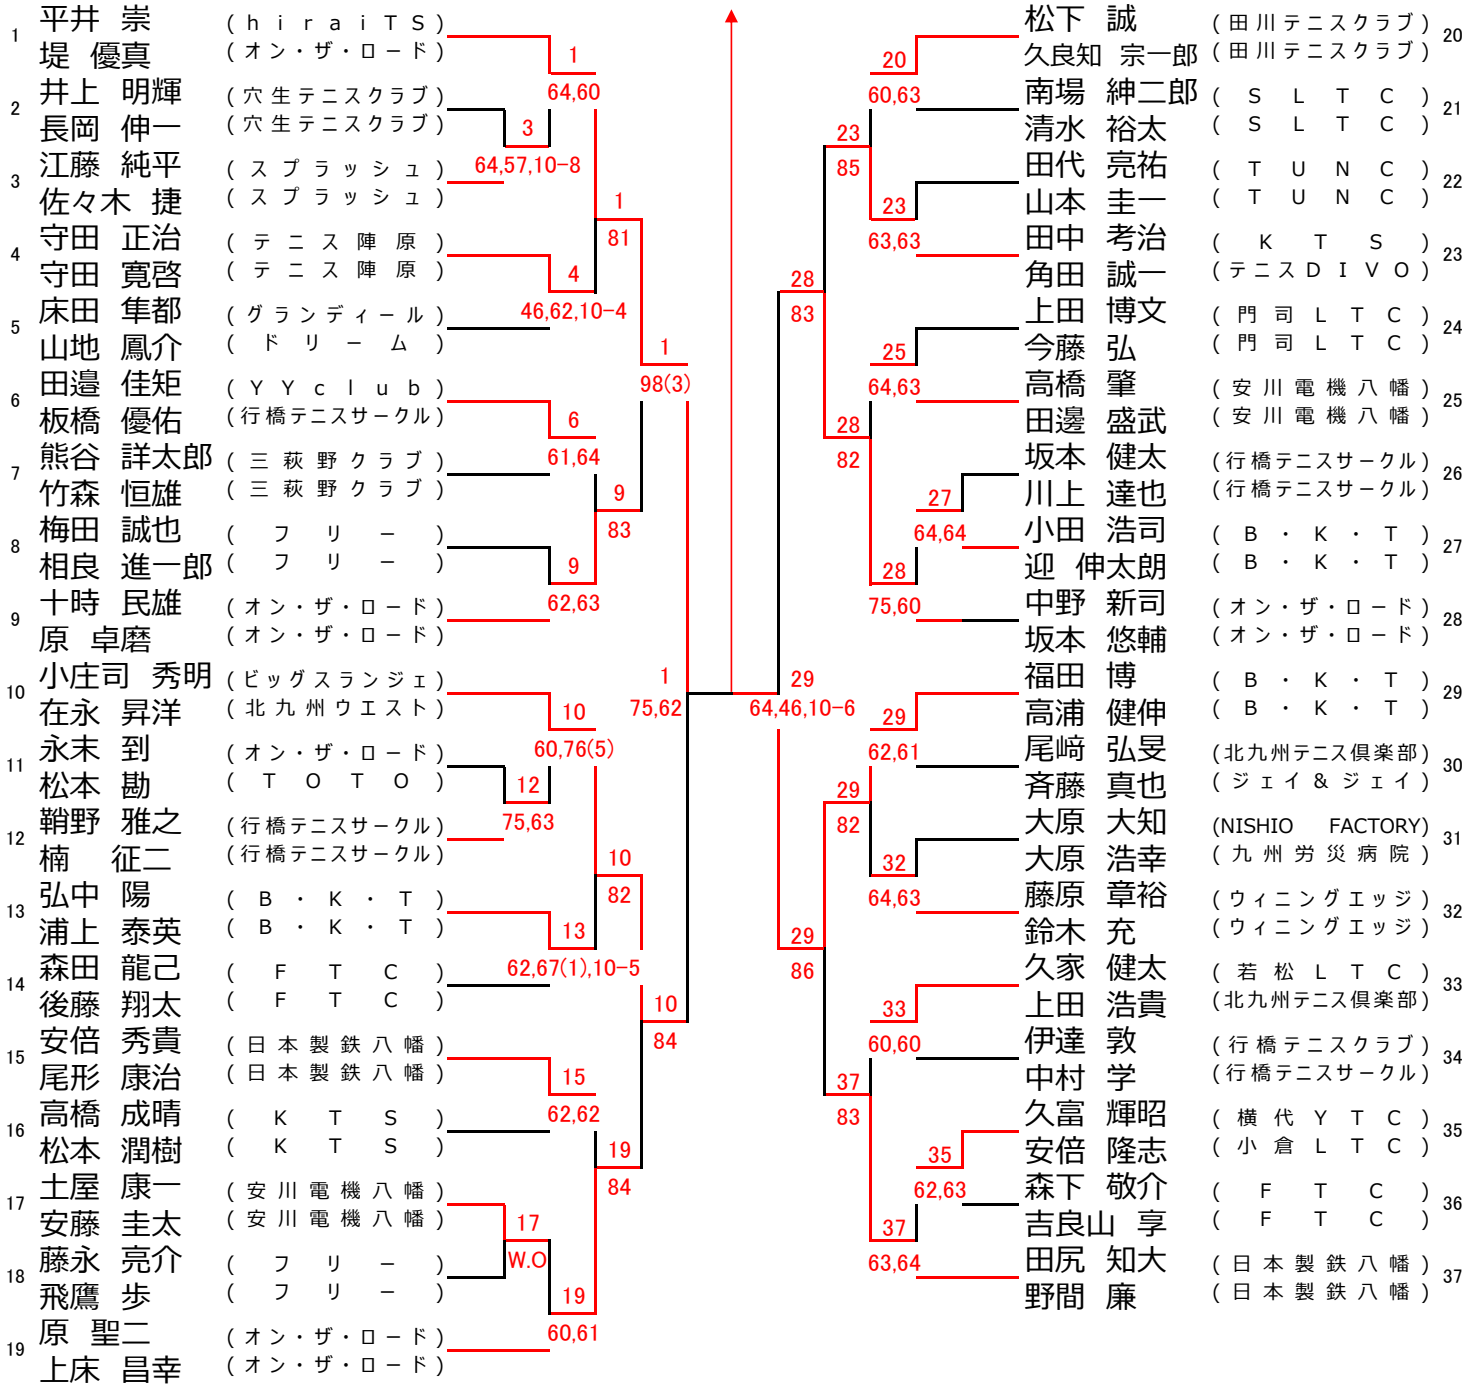 1 平井 崇 (hiraiTS)
堤 優真 (オン・ザ・ロード)
2 井上 明輝 (穴生テニスクラブ)
長岡 伸一 (穴生テニスクラブ)
3 江藤 純平 (スプラッシュ)
佐々木 捷 (スプラッシュ)
4 守田 正治 (テニス陣原)
守田 寛啓 (テニス陣原)
5 床田 隼都 (グランディール)
山地 鳳介 (ドリーム)
6 田邉 佳矩 (YYclub)
板橋 優佑 (行橋テニスサークル)
7 熊谷 詳太郎 (三萩野クラブ)
竹森 恒雄 (三萩野クラブ)
8 梅田 誠也 (フリー)
相良 進一郎 (フリー)
9 十時 民雄 (オン・ザ・ロード)
原 卓磨 (オン・ザ・ロード)
10 小庄司 秀明 (ビッグスランジェ)
在永 昇洋 (北九州ウエスト)
11 永末 到 (オン・ザ・ロード)
松本 勘 (TOTO)
12 鞘野 雅之 (行橋テニスサークル)
楠 征二 (行橋テニスサークル)
13 弘中 陽 (B・K・T)
浦上 泰英 (B・K・T)
14 森田 龍己 (FTC)
後藤 翔太 (FTC)
15 安倍 秀貴 (日本製鉄八幡)
尾形 康治 (日本製鉄八幡)
16 高橋 成晴 (KTS)
松本 潤樹 (KTS)
17 土屋 康一 (安川電機八幡)
安藤 圭太 (安川電機八幡)
18 藤永 亮介 (フリー)
飛鷹 歩 (フリー)
19 原 聖二 (オン・ザ・ロード)
上床 昌幸 (オン・ザ・ロード)
1
64,60
3
64,57,10-8
1
81
4
46,62,10-4
1
98(3)
6
61,64
9
83
9
62,63
1
75,62
10
60,76(5)
12
75,63
10
82
13
62,67(1),10-5
10
84
15
62,62
19
84
17
W.O
19
60,61
29
64,46,10-6
20
60,63
23
85
23
63,63
28
83
25
64,63
28
82
27
64,64
28
75,60
29
62,61
29
82
32
64,63
29
86
33
60,60
37
83
35
62,63
37
63,64
松下 誠 (田川テニスクラブ) 20
久良知 宗一郎 (田川テニスクラブ)
南場 紳二郎 (SLTC) 21
清水 裕太 (SLTC)
田代 亮祐 (TUNC) 22
山本 圭一 (TUNC)
田中 考治 (KTS) 23
角田 誠一 (テニスDIVO)
上田 博文 (門司LTC) 24
今藤 弘 (門司LTC)
高橋 肇 (安川電機八幡) 25
田邊 盛武 (安川電機八幡)
坂本 健太 (行橋テニスサークル) 26
川上 達也 (行橋テニスサークル)
小田 浩司 (B・K・T) 27
迎 伸太朗 (B・K・T)
中野 新司 (オン・ザ・ロード) 28
坂本 悠輔 (オン・ザ・ロード)
福田 博 (B・K・T) 29
高浦 健伸 (B・K・T)
尾﨑 弘旻 (北九州テニス倶楽部) 30
斉藤 真也 (ジェイ&ジェイ)
大原 大知 (NISHIO FACTORY) 31
大原 浩幸 (九州労災病院)
藤原 章裕 (ウィニングエッジ) 32
鈴木 充 (ウィニングエッジ)
久家 健太 (若松LTC) 33
上田 浩貴 (北九州テニス倶楽部)
伊達 敦 (行橋テニスクラブ) 34
中村 学 (行橋テニスサークル)
久富 輝昭 (横代YTC) 35
安倍 隆志 (小倉LTC)
森下 敬介 (FTC) 36
吉良山 享 (FTC)
田尻 知大 (日本製鉄八幡) 37
野間 廉 (日本製鉄八幡)